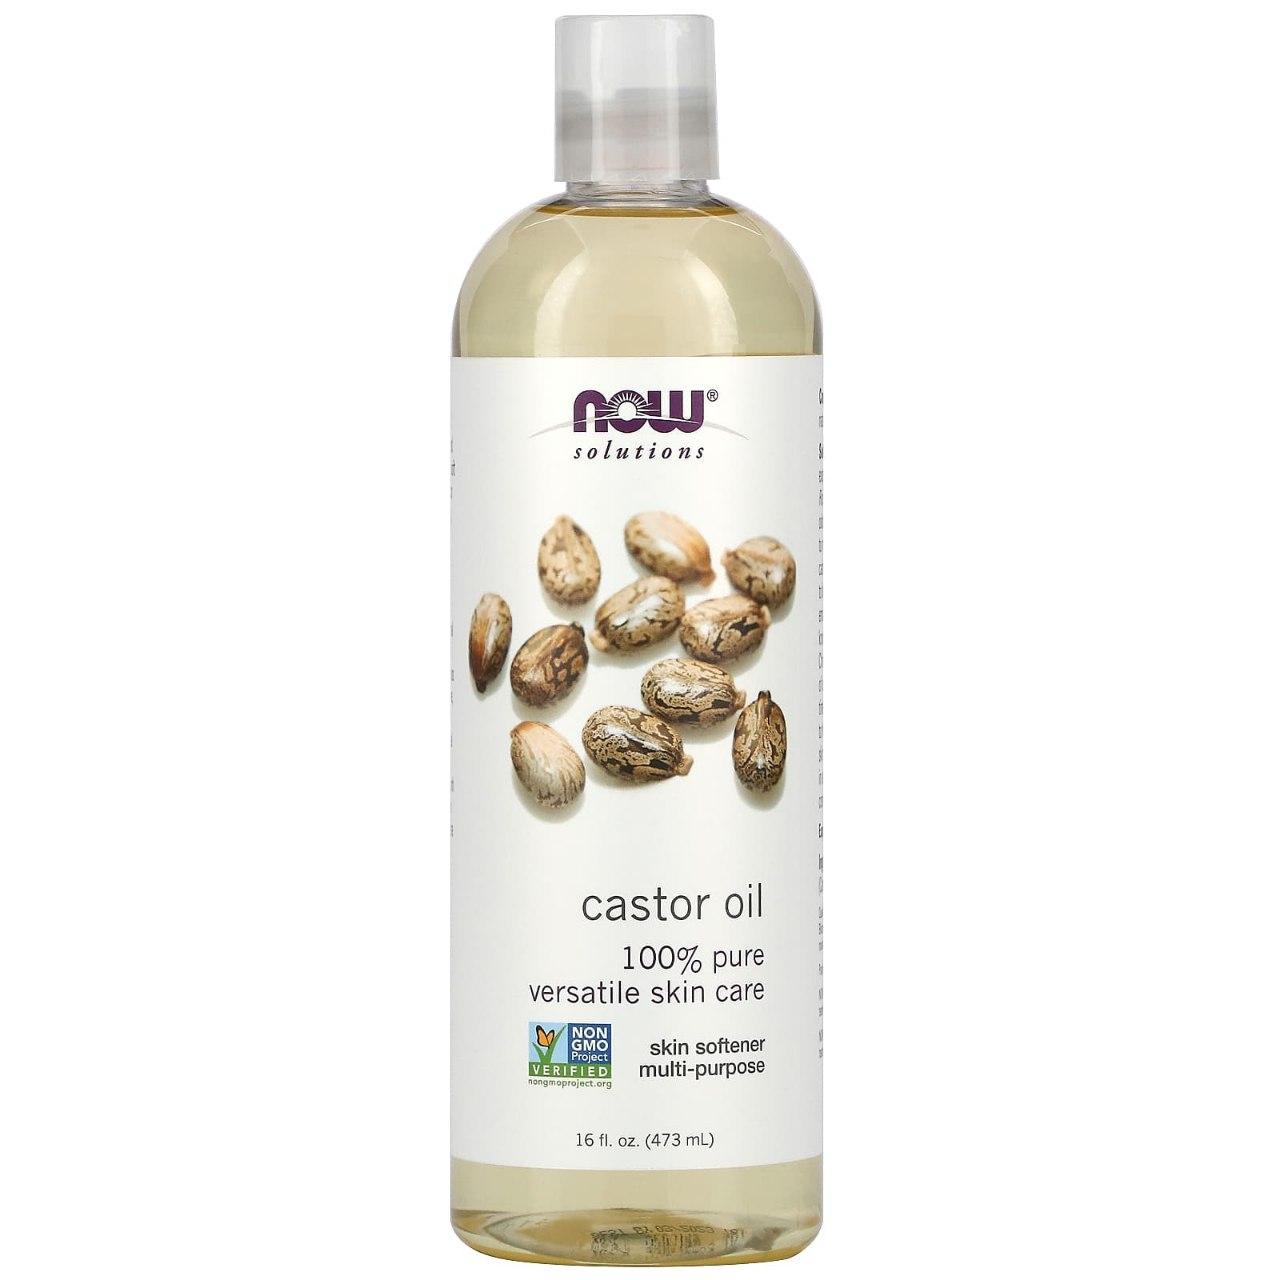 now®
solutions
castor oil
100% pure
versatile skin care
NON
GMO
Project
VERIFIED
nongmoproject.org
skin softener
multi-purpose
16 fl. oz. (473 mL)